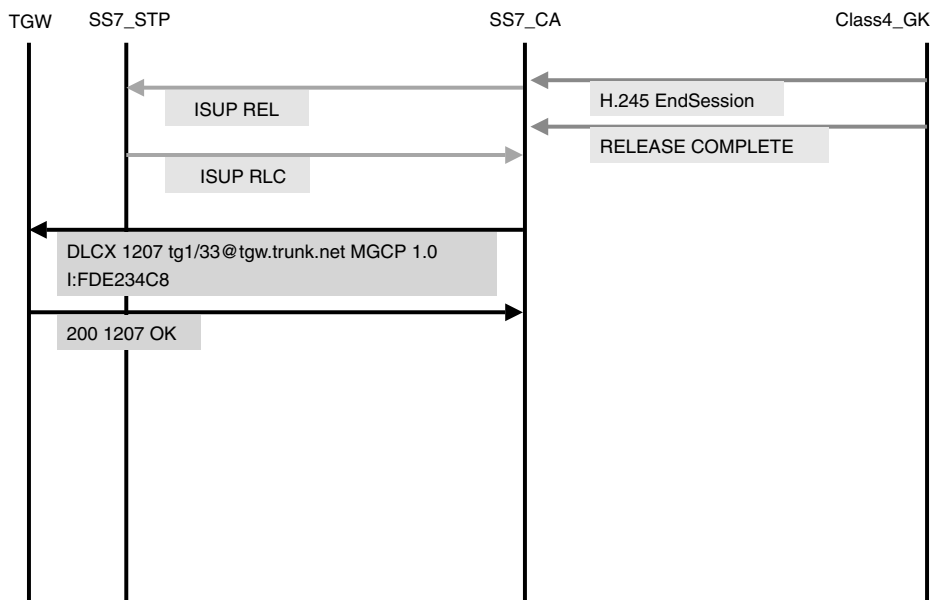 TGW
SS7_STP
SS7_CA
Class4_GK
ISUP REL
H.245 EndSession
RELEASE COMPLETE
ISUP RLC
DLCX 1207 tg1/33@tgw.trunk.net MGCP 1.0
I:FDE234C8
200 1207 OK